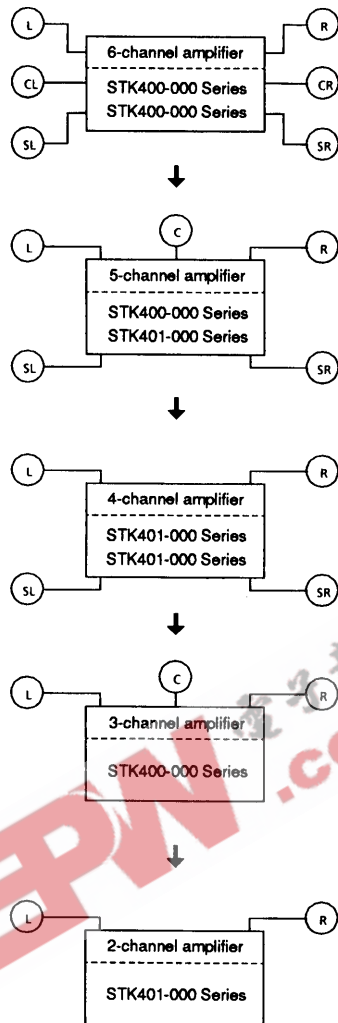 L
R
6-channel amplifier
CL
CR
STK400-000 Series
STK400-000 Series
SL
SR
C
L
R
5-channel amplifier
STK400-000 Series
STK401-000 Series
SL
SR
L
R
4-channel amplifier
STK401-000 Series
STK401-000 Series
SL
SR
C
L
R
3-channel amplifier
STK400-000 Series
EPW.co
L
R
2-channel amplifier
STK401-000 Series